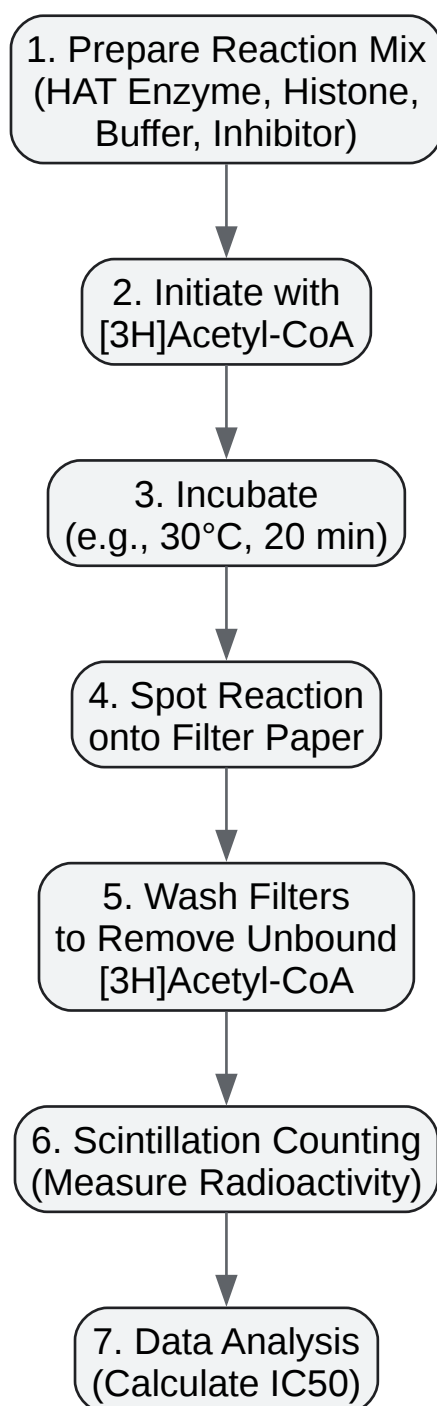 1. Prepare Reaction Mix
(HAT Enzyme, Histone,
Buffer, Inhibitor)
2. Initiate with
[3H]Acetyl-CoA
3. Incubate
(e.g., 30°C, 20 min)
4. Spot Reaction
onto Filter Paper
5. Wash Filters
to Remove Unbound
[3H]Acetyl-CoA
6. Scintillation Counting
(Measure Radioactivity)
7. Data Analysis
(Calculate IC50)